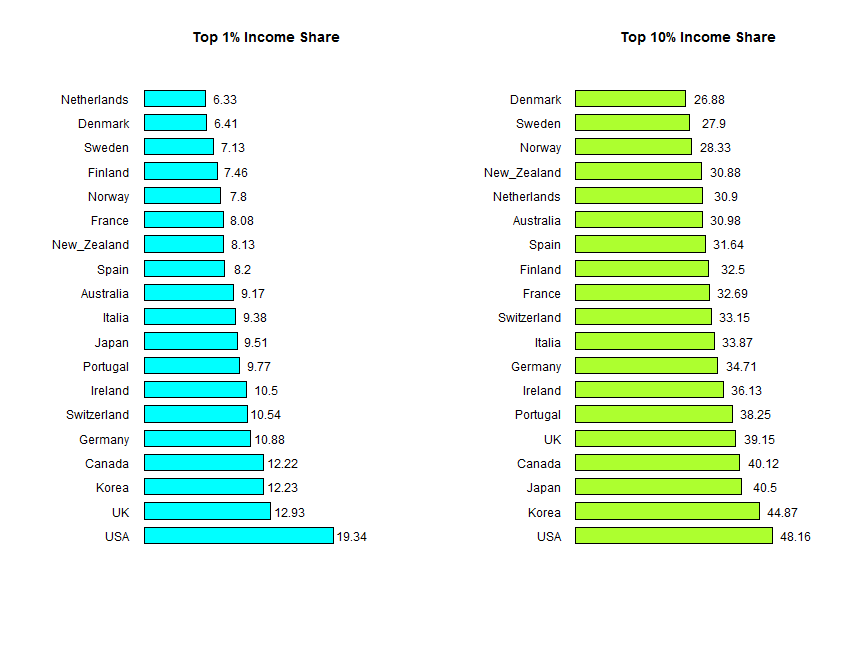 Top 1% Income Share
Netherlands 6.33
Denmark 6.41
Sweden 7.13
Finland 7.46
Norway 7.8
France 8.08
New_Zealand 8.13
Spain 8.2
Australia 9.17
Italia 9.38
Japan 9.51
Portugal 9.77
Ireland 10.5
Switzerland 10.54
Germany 10.88
Canada 12.22
Korea 12.23
UK 12.93
USA 19.34
Top 10% Income Share
Denmark 26.88
Sweden 27.9
Norway 28.33
New_Zealand 30.88
Netherlands 30.9
Australia 30.98
Spain 31.64
Finland 32.5
France 32.69
Switzerland 33.15
Italia 33.87
Germany 34.71
Ireland 36.13
Portugal 38.25
UK 39.15
Canada 40.12
Japan 40.5
Korea 44.87
USA 48.16